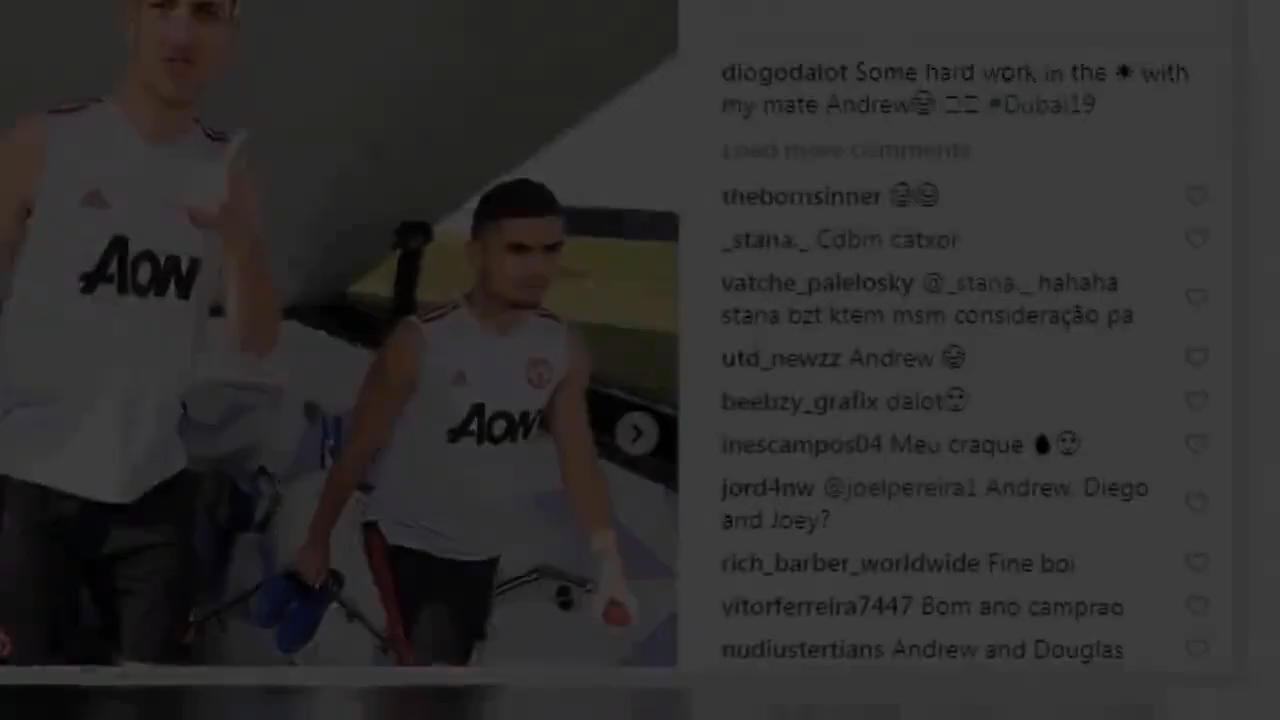 AON
AON
diogodalot Some hard work in the ☀ with
my mate Andrew #Dubai19
Load more comments
thebornsinner
_stana._ Cdbm catxor
vatche_palelosky @_stana._ hahaha
stana bzt ktem msm consideração pa
utd_newzz Andrew
beebzy_grafix dalot
inescampos04 Meu craque
jord4nw @joelpereira1 Andrew. Diego
and Joey?
rich_barber_worldwide Fine boi
vitorferreira7447 Bom ano camprao
nudiustertians Andrew and Douglas